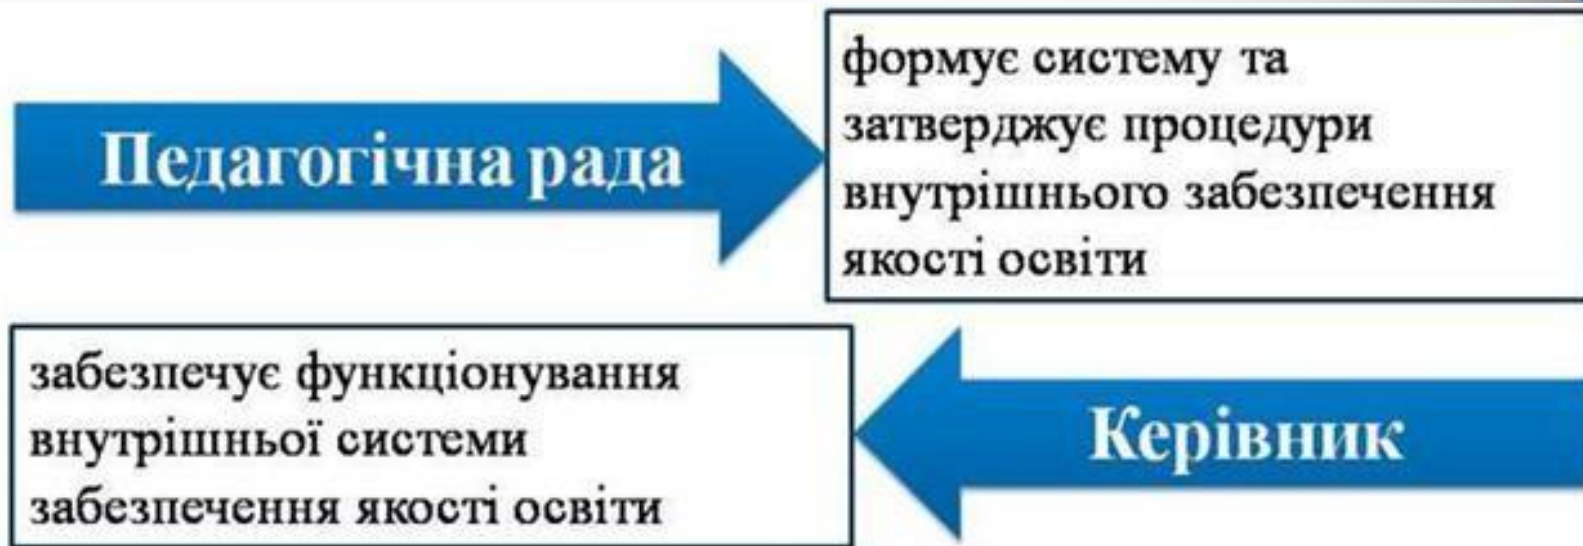 Педагогічна рада
формує систему та
затверджує процедури
внутрішнього забезпечення
якості освіти
забезпечує функціонування
внутрішньої системи
забезпечення якості освіти
Керівник